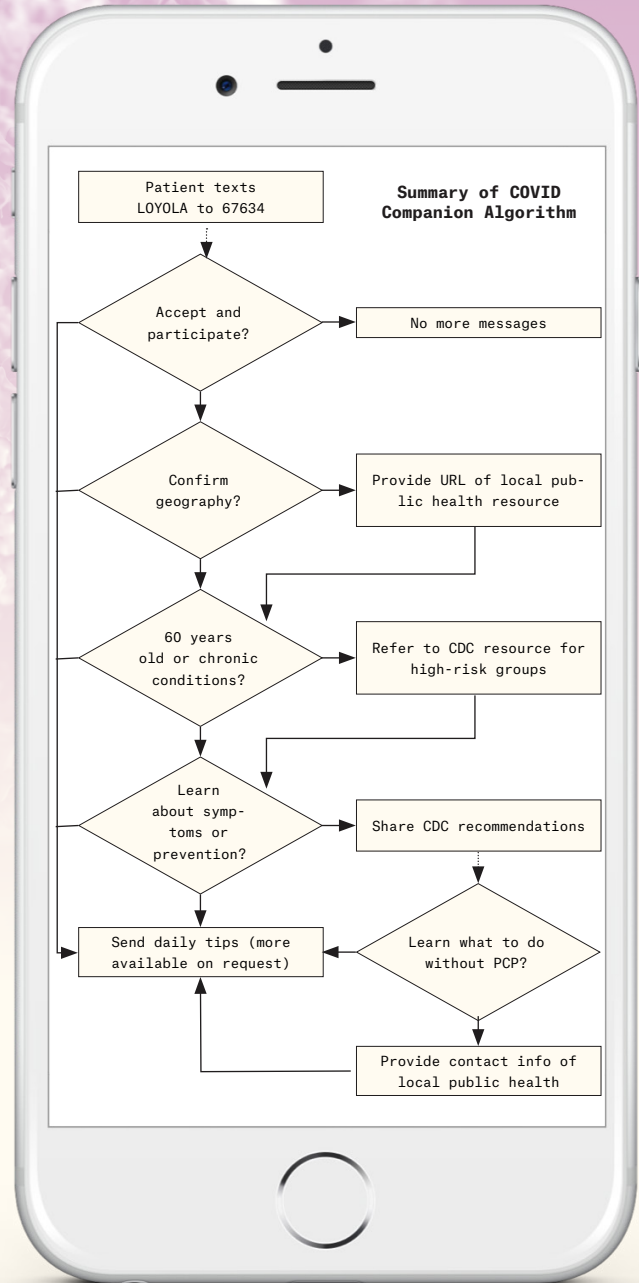 Patient texts
LOYOLA to 67634
Summary of COVID
Companion Algorithm
Accept and
participate?
No more messages
Confirm
geography?
Provide URL of local pub-
lic health resource
60 years
old or chronic
conditions?
Refer to CDC resource for
high-risk groups
Learn
about symp-
toms or
prevention?
Share CDC recommendations
Send daily tips (more
available on request)
Learn what to do
without PCP?
Provide contact info of
local public health